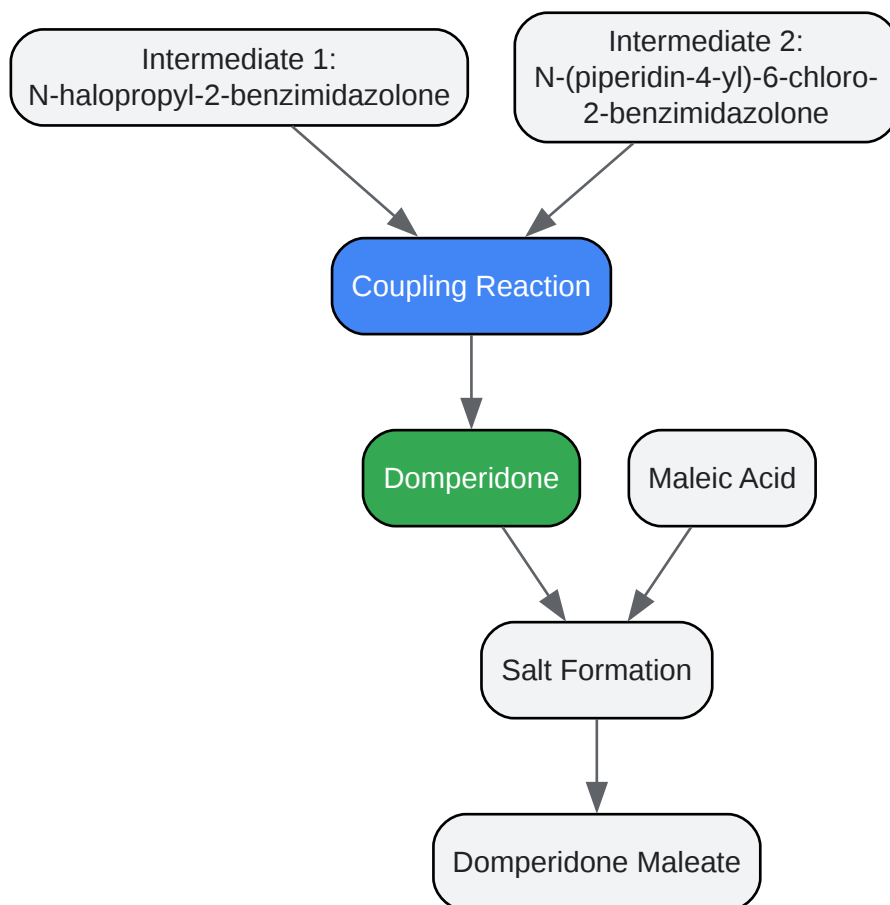 Intermediate 1:
N-halopropyl-2-benzimidazolone
Intermediate 2:
N-(piperidin-4-yl)-6-chloro-
2-benzimidazolone
Coupling Reaction
Domperidone
Maleic Acid
Salt Formation
Domperidone Maleate